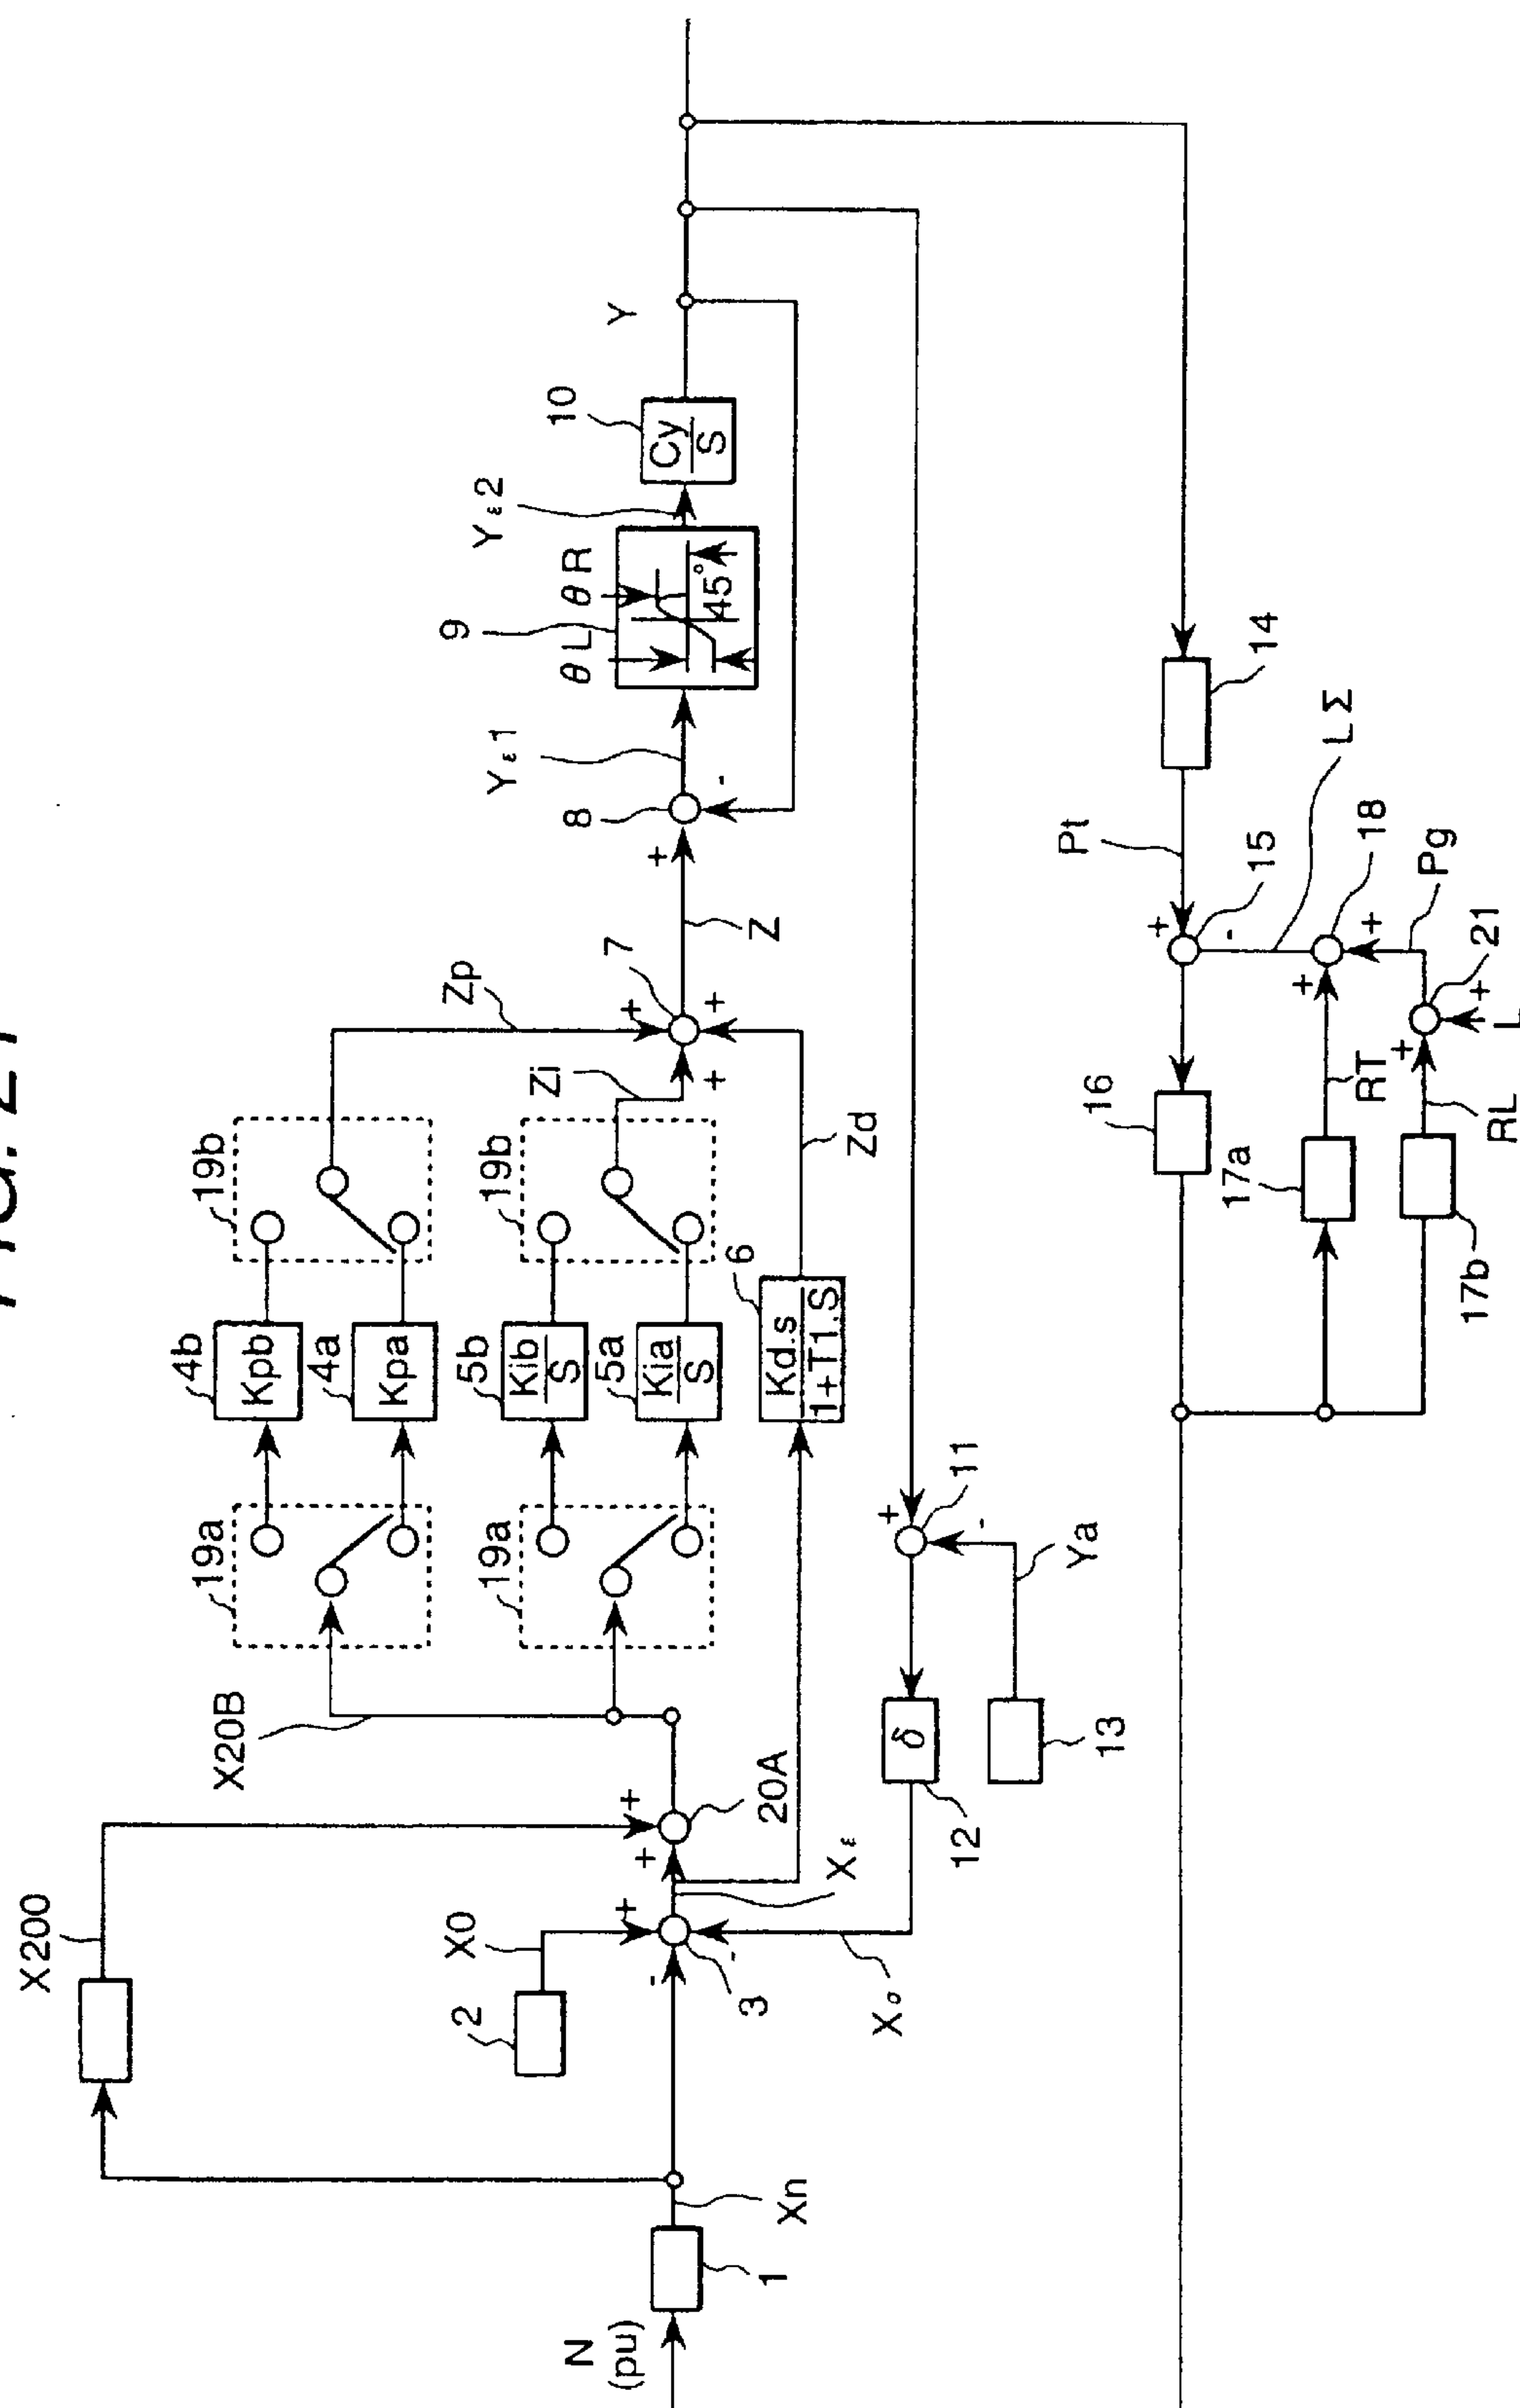 FIG. 21
X200
X20B
19a
4b
Kpb
4a
Kpa
19b
Zp
19a
5b
Kib
S
5a
Kia
S
19b
Zi
6
Kd.s
1+T1.S
Zd
N
(pu)
1
Xn
2
X0
3
Xε
20A
Xσ
7
Z
8
Yε1
9
θL
θR
45°
Yε2
10
Cy
S
Y
12
δ
11
13
Ya
16
15
Pt
14
LΣ
17a
RT
18
Pg
17b
RL
21
L
+
+
+
+
+
+
+
+
+
+
+
+
+
+
-
-
-
-
-